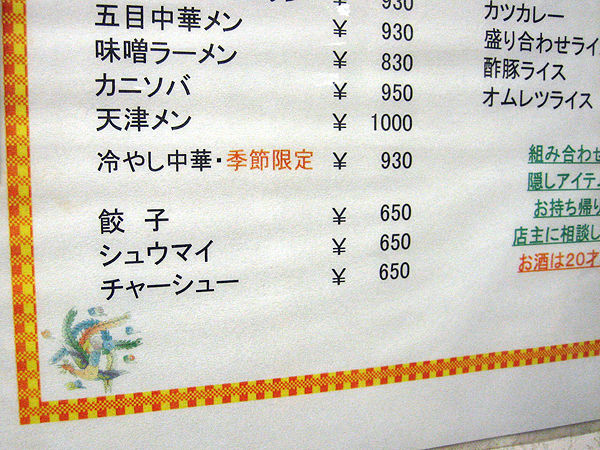 930
五目中華メン ￥ 930
味噌ラーメン ￥ 830
カニソバ ￥ 950
天津メン ￥ 1000
冷やし中華・季節限定 ￥ 930
餃 子 ￥ 650
シュウマイ ￥ 650
チャーシュー ￥ 650
カツカレー
盛り合わせライ
酢豚ライス
オムレツライス
組み合わせ
隠しアイテ
お持ち帰り
店主に相談し
お酒は20才